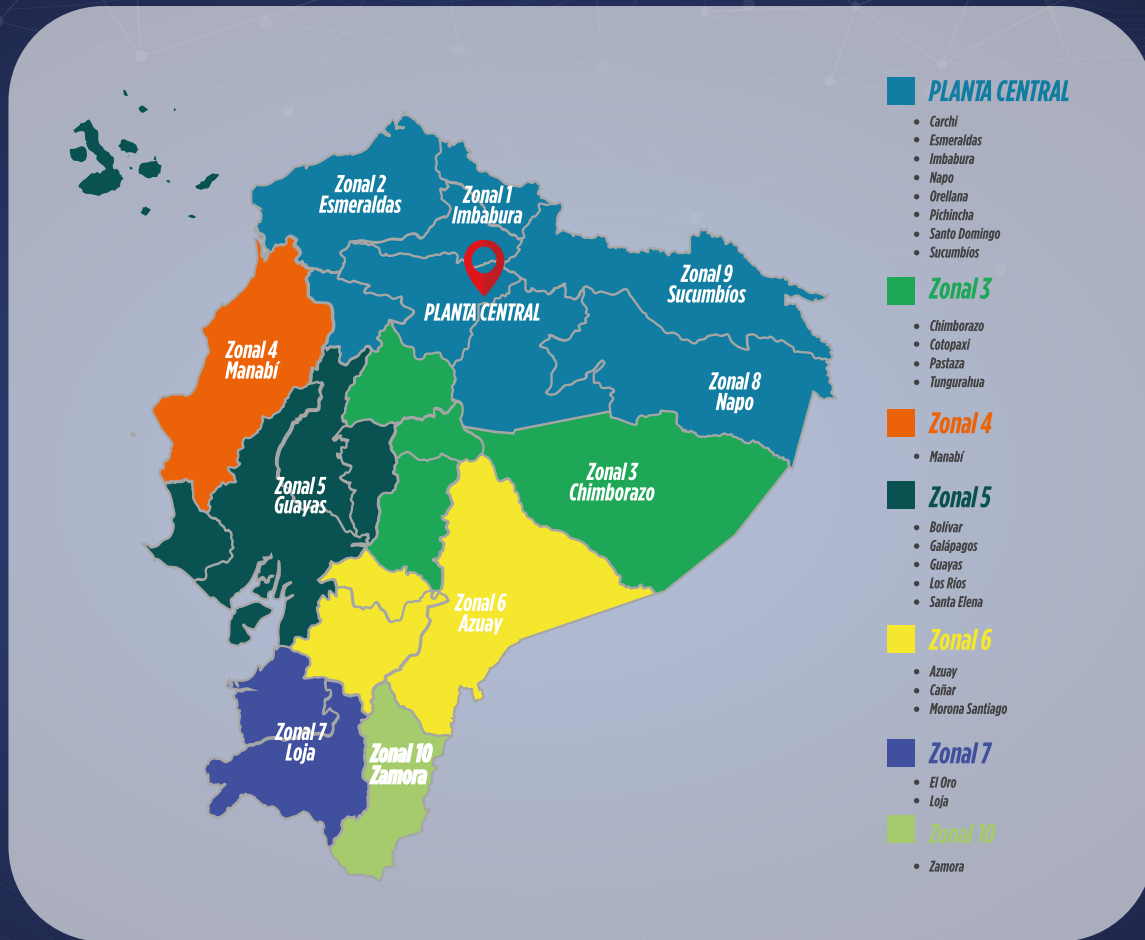 Zonal 2
Esmeraldas
Zonal 1
Imbabura
Zonal 9
Sucumbíos
PLANTA CENTRAL
Zonal 4
Manabí
Zonal 8
Napo
Zonal 3
Chimborazo
Zonal 5
Guayas
Zonal 6
Azuay
Zonal 7
Loja
Zonal 10
Zamora
PLANTA CENTRAL
• Carchi
• Esmeraldas
• Imbabura
• Napo
• Orellana
• Pichincha
• Santo Domingo
• Sucumbíos
Zonal 3
• Chimborazo
• Cotopaxi
• Pastaza
• Tungurahua
Zonal 4
• Manabí
Zonal 5
• Bolívar
• Galápagos
• Guayas
• Los Ríos
• Santa Elena
Zonal 6
• Azuay
• Cañar
• Morona Santiago
Zonal 7
• El Oro
• Loja
Zonal 10
• Zamora